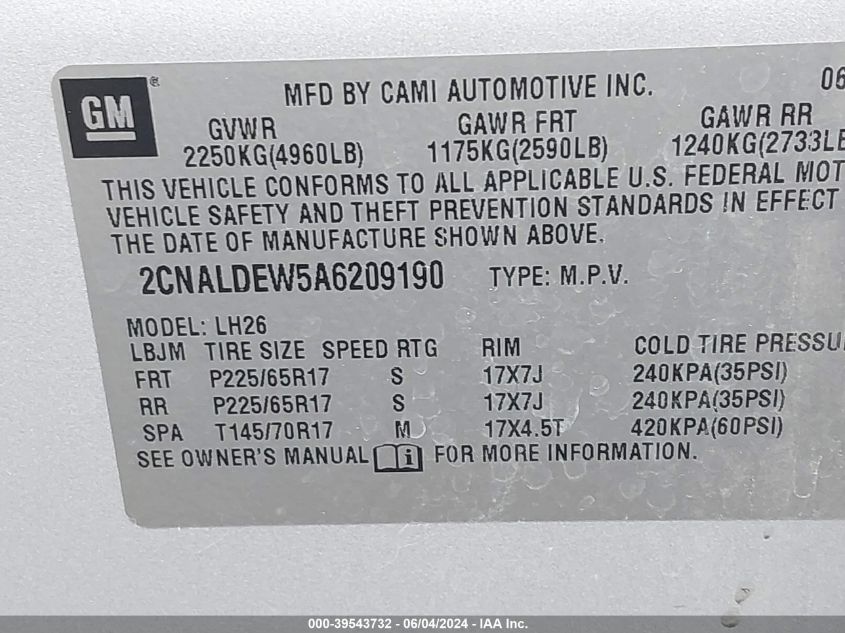 GM ®
MFD BY CAMI AUTOMOTIVE INC. 06
GVWR GAWR FRT GAWR RR
2250KG(4960LB) 1175KG(2590LB) 1240KG(2733LB
THIS VEHICLE CONFORMS TO ALL APPLICABLE U.S. FEDERAL MOT
VEHICLE SAFETY AND THEFT PREVENTION STANDARDS IN EFFECT
THE DATE OF MANUFACTURE SHOWN ABOVE.
2CNALDEW5A6209190 TYPE: M.P.V.
MODEL: LH26
LBJM TIRE SIZE SPEED RTG RIM COLD TIRE PRESSU
FRT P225/65R17 S 17X7J 240KPA(35PSI)
RR P225/65R17 S 17X7J 240KPA(35PSI)
SPA T145/70R17 M 17X4.5T 420KPA(60PSI)
SEE OWNER'S MANUAL i FOR MORE INFORMATION.
000-39543732 - 06/04/2024 - IAA Inc.